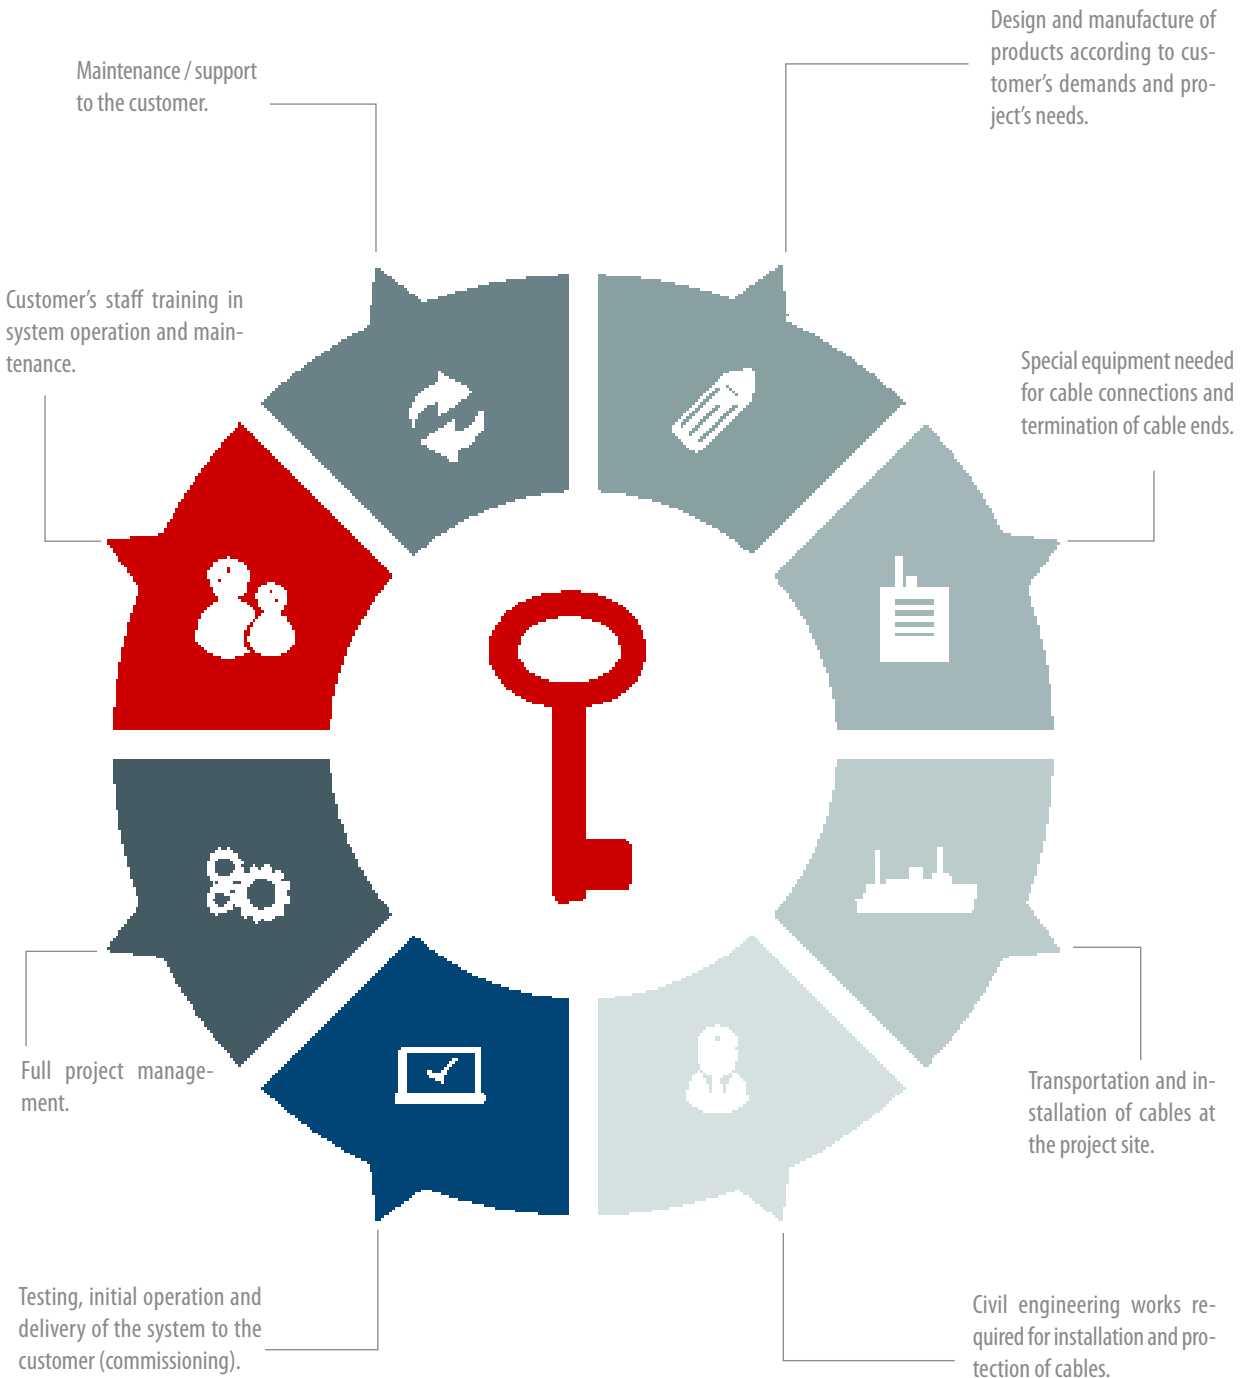 Design and manufacture of
products according to cus-
tomer's demands and pro-
ject's needs.
Maintenance / support
to the customer.
Customer's staff training in
system operation and main-
tenance.
Special equipment needed
for cable connections and
termination of cable ends.
Full project manage-
ment.
Transportation and in-
stallation of cables at
the project site.
Testing, initial operation and
delivery of the system to the
customer (commissioning).
Civil engineering works re-
quired for installation and pro-
tection of cables.